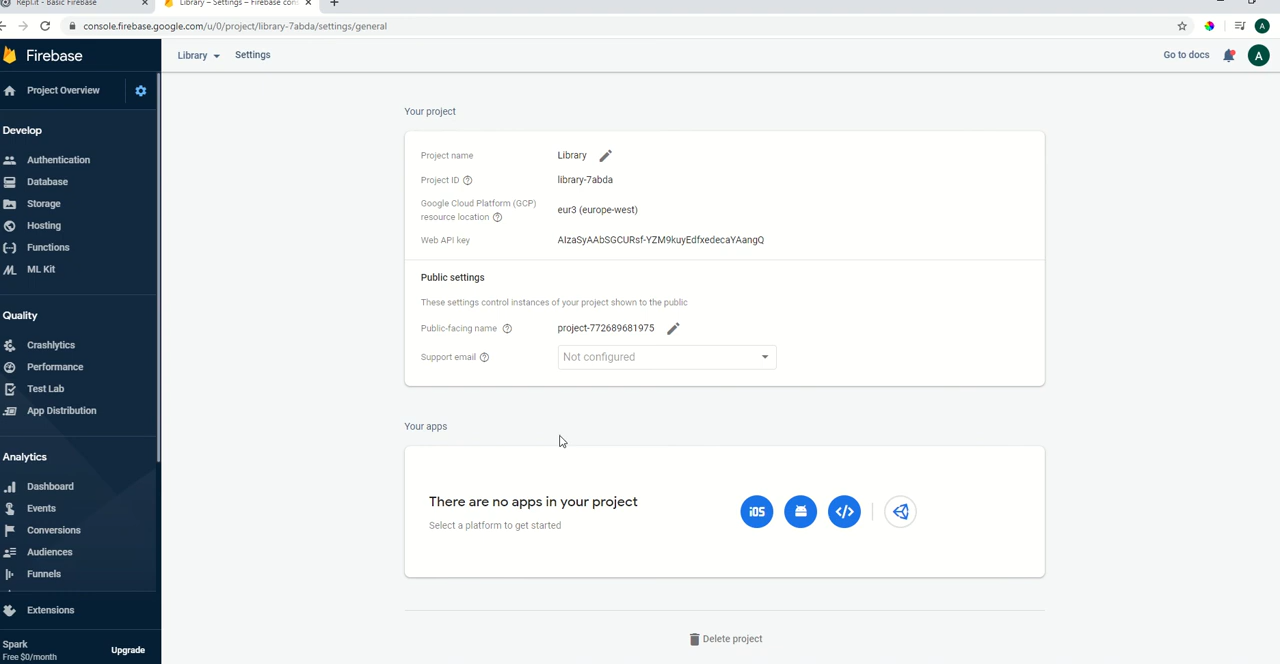 Repl.it - Basic Firebase
Library – Settings – Firebase con
console.firebase.google.com/u/0/project/library-7abda/settings/general
A
Firebase
Library
Settings
Go to docs
A
Project Overview
Develop
Authentication
Database
Storage
Hosting
Functions
ML Kit
Quality
Crashlytics
Performance
Test Lab
App Distribution
Analytics
Dashboard
Events
Conversions
Audiences
Funnels
Extensions
Spark
Free $0/month
Upgrade
Your project
Project name
Library
Project ID
library-7abda
Google Cloud Platform (GCP)
resource location
eur3 (europe-west)
Web API key
AIzaSyAAbSGCURsf-YZM9kuyEdfxedecaYAangQ
Public settings
These settings control instances of your project shown to the public
Public-facing name
project-772689681975
Support email
Not configured
Your apps
There are no apps in your project
Select a platform to get started
iOS
</>
Delete project